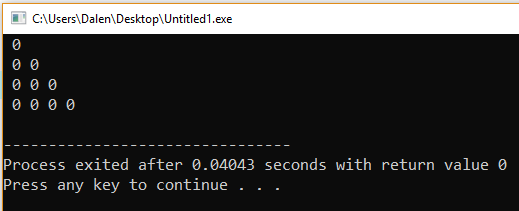 C:\Users\Dalen\Desktop\Untitled1.exe
0
0 0
0 0 0
0 0 0 0
--------------------------------
Process exited after 0.04043 seconds with return value 0
Press any key to continue . . .